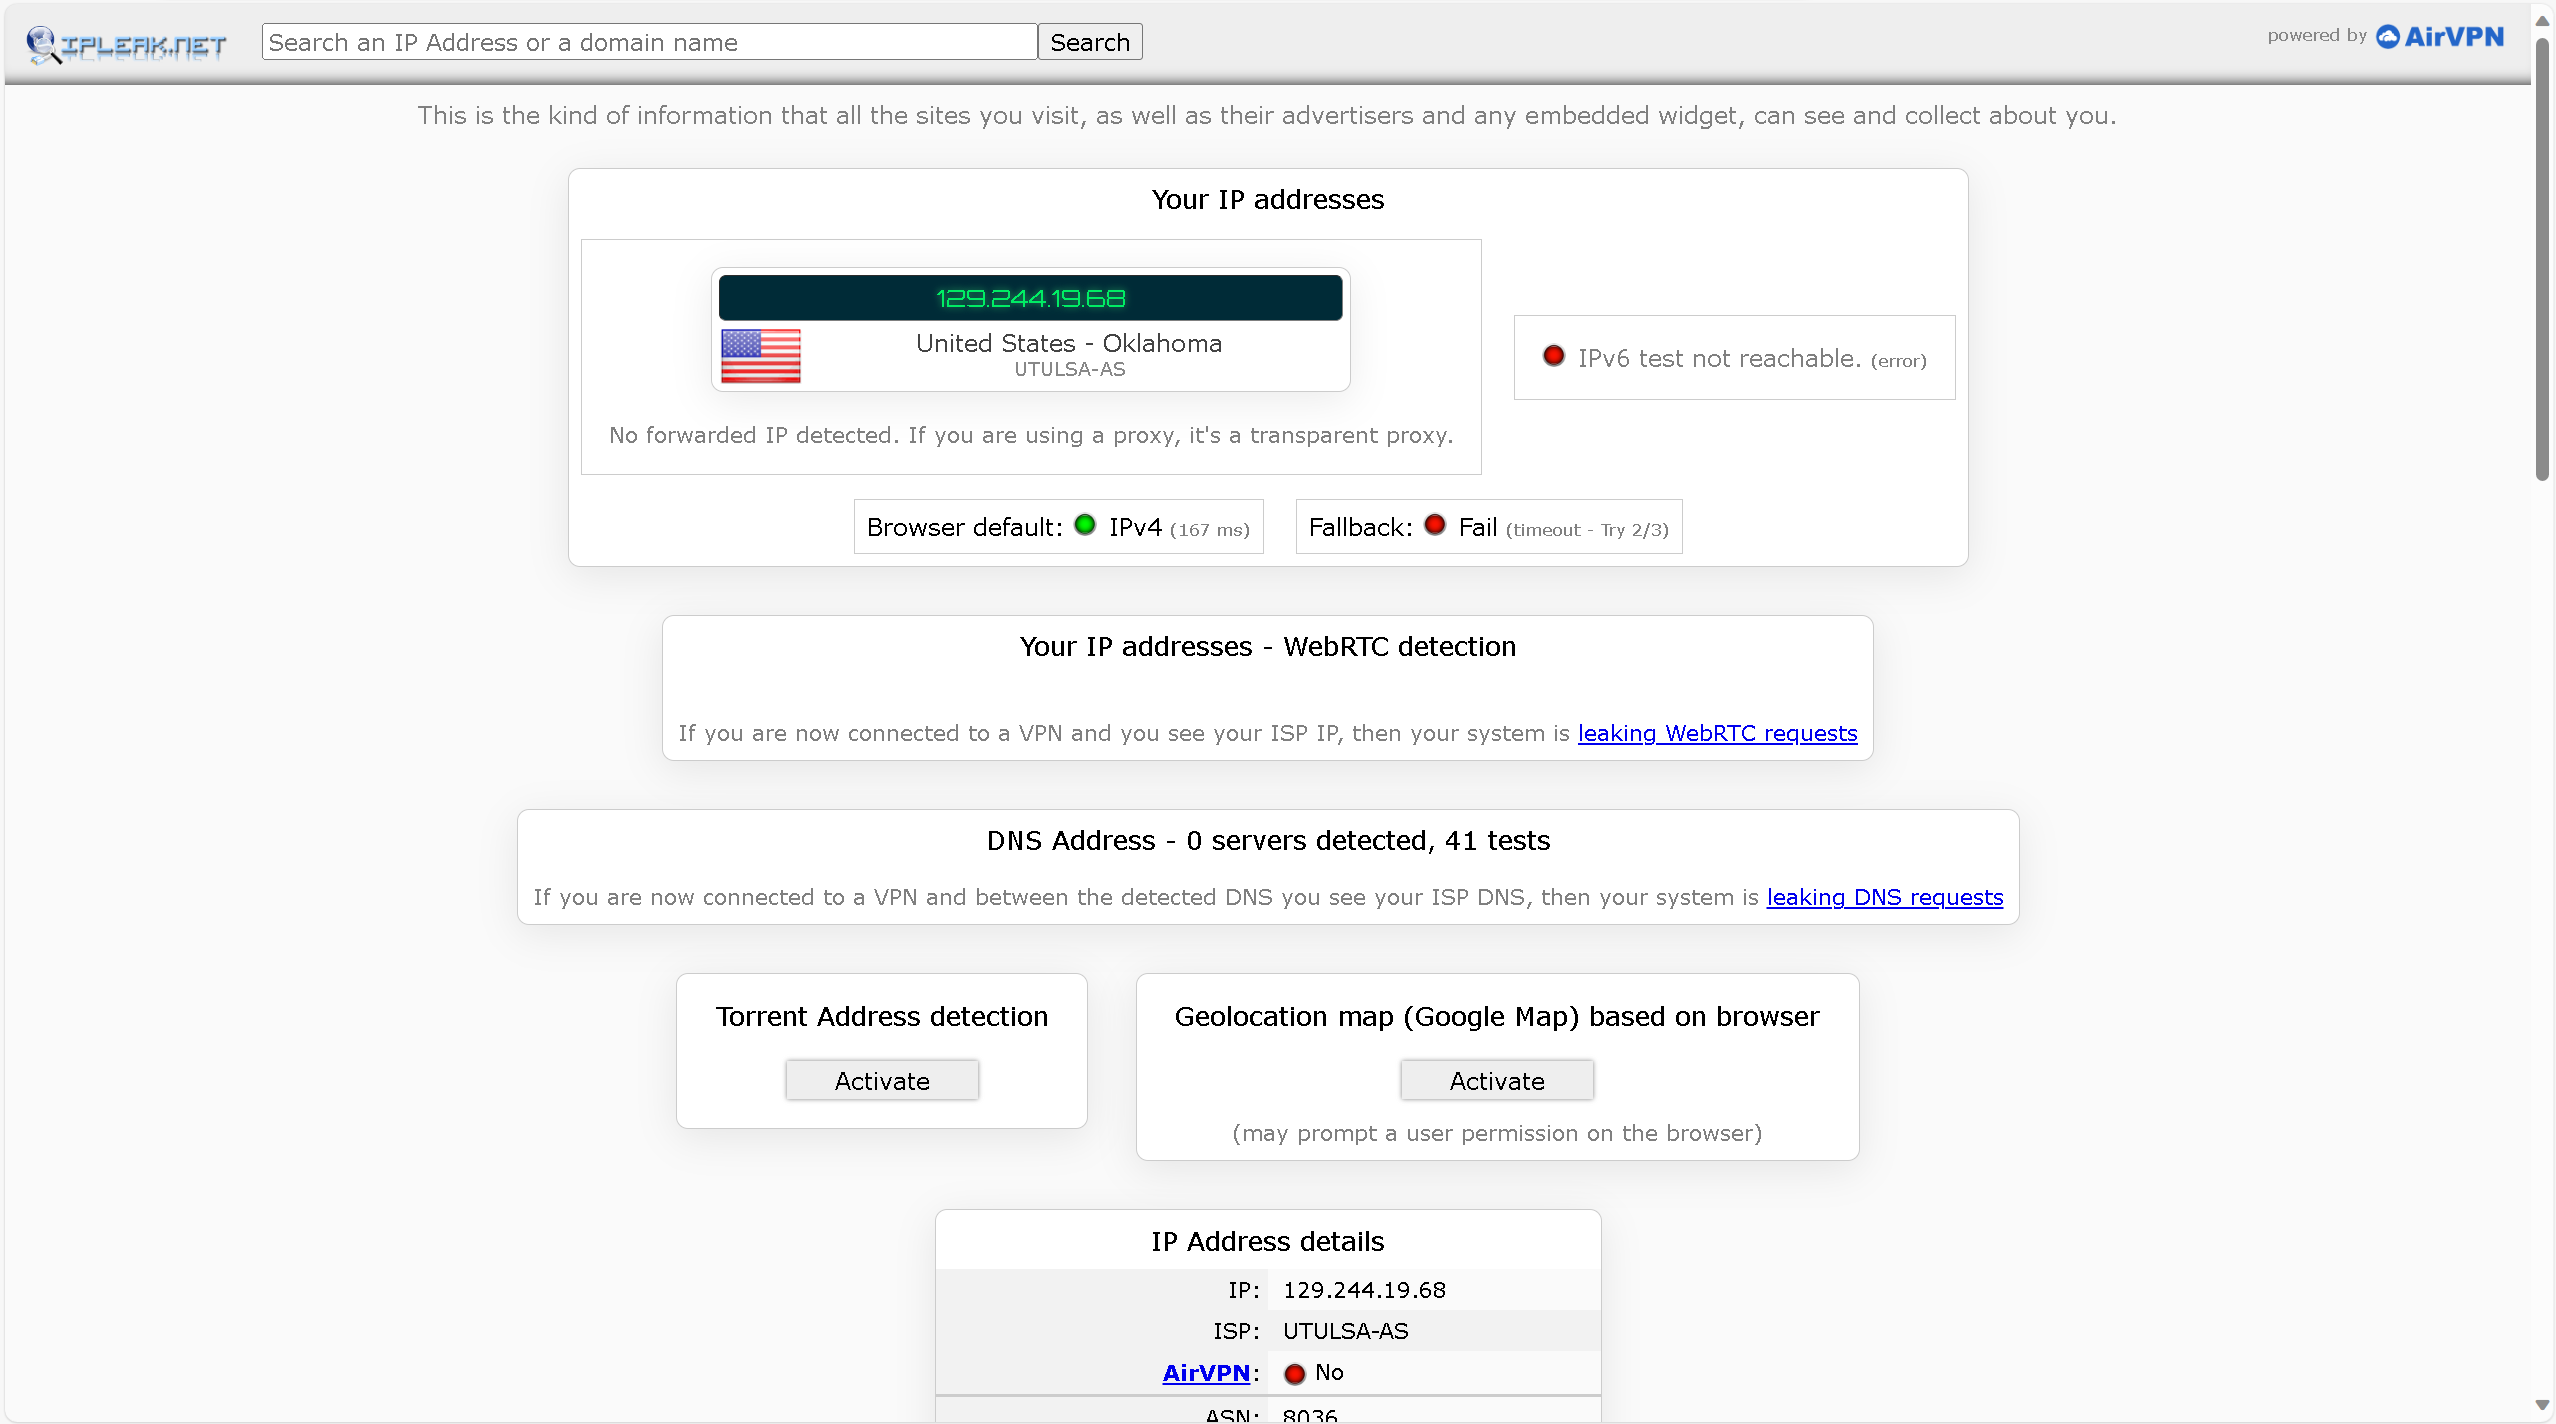 IPLEAK.NET
Search an IP Address or a domain name
Search
powered by AirVPN
This is the kind of information that all the sites you visit, as well as their advertisers and any embedded widget, can see and collect about you.
Your IP addresses
129.244.19.68
United States - Oklahoma
UTULSA-AS
No forwarded IP detected. If you are using a proxy, it's a transparent proxy.
IPv6 test not reachable. (error)
Browser default: IPv4 (167 ms)
Fallback: Fail (timeout - Try 2/3)
Your IP addresses - WebRTC detection
If you are now connected to a VPN and you see your ISP IP, then your system is leaking WebRTC requests
DNS Address - 0 servers detected, 41 tests
If you are now connected to a VPN and between the detected DNS you see your ISP DNS, then your system is leaking DNS requests
Torrent Address detection
Activate
Geolocation map (Google Map) based on browser
Activate
(may prompt a user permission on the browser)
IP Address details
IP: 129.244.19.68
ISP: UTULSA-AS
AirVPN: No
ASN: 8036